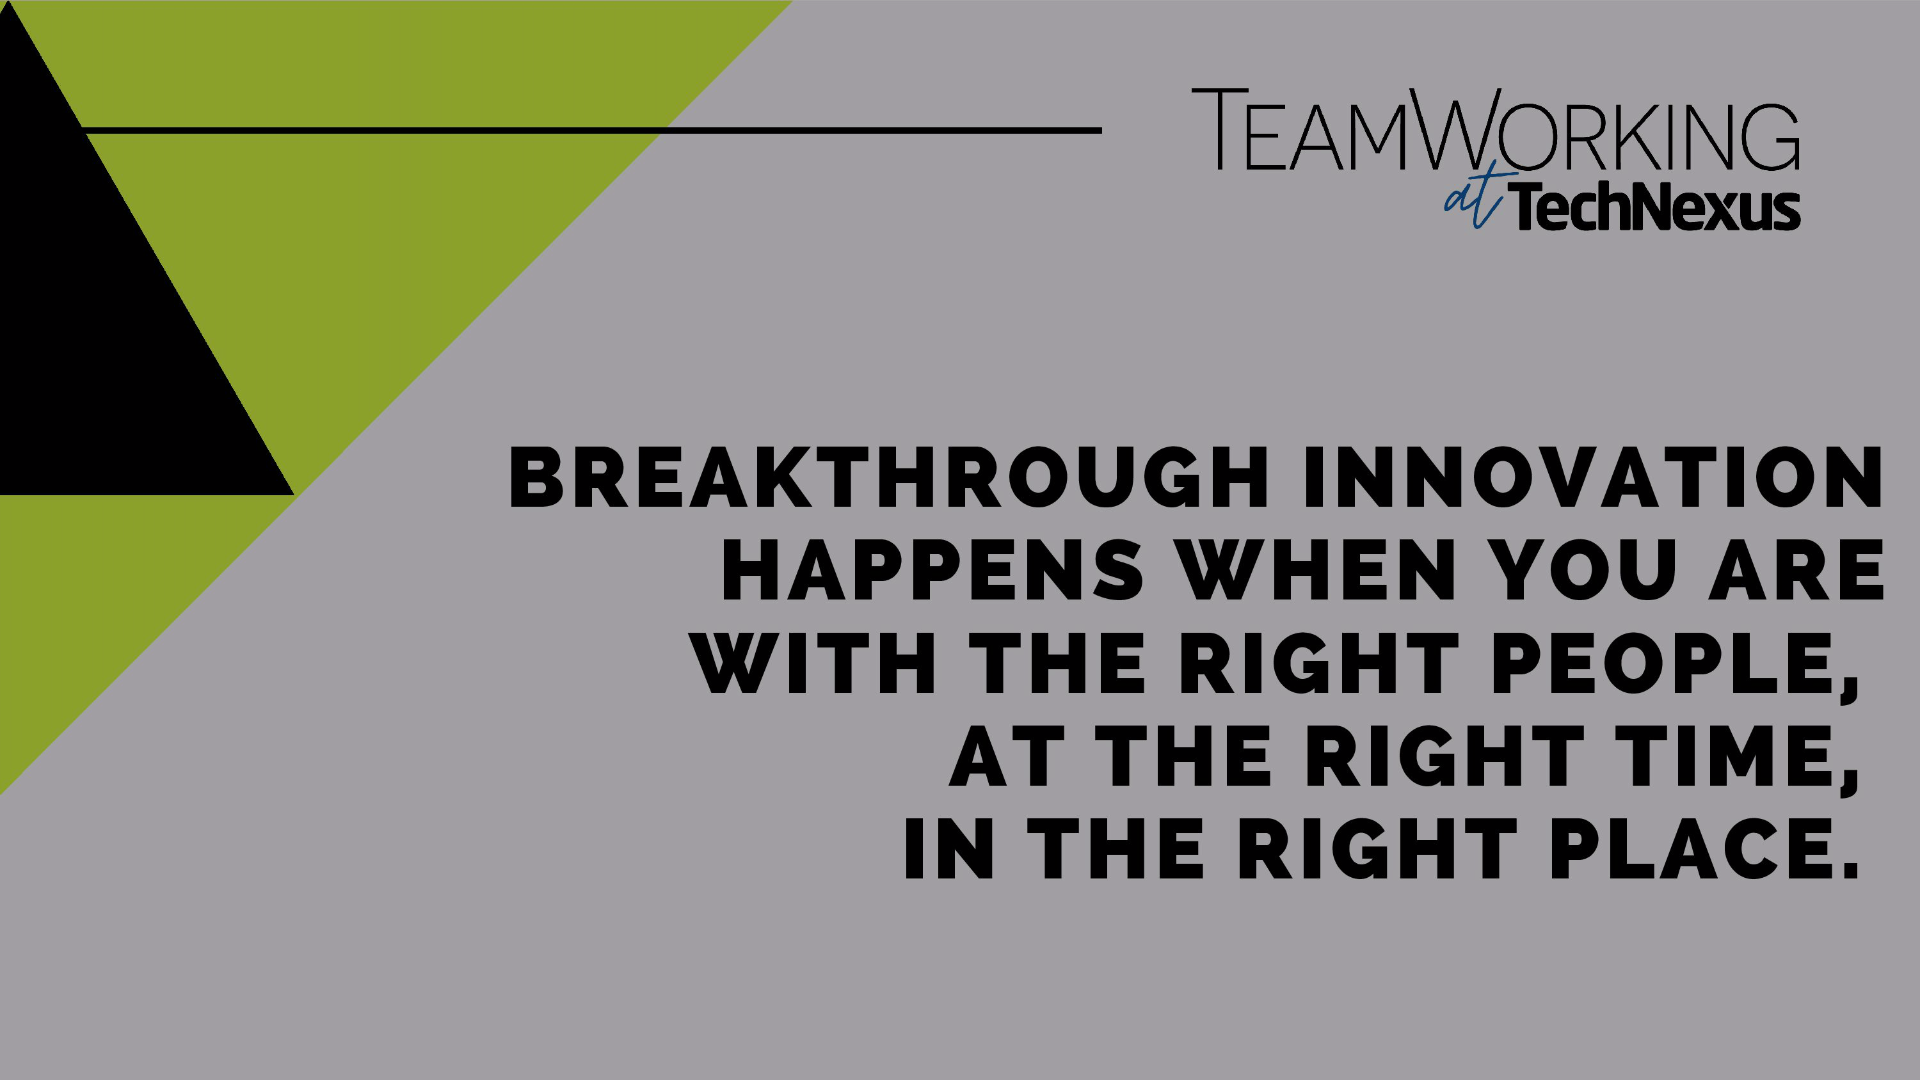 TEAMWORKING
at TechNexus
BREAKTHROUGH INNOVATION
HAPPENS WHEN YOU ARE
WITH THE RIGHT PEOPLE,
AT THE RIGHT TIME,
IN THE RIGHT PLACE.